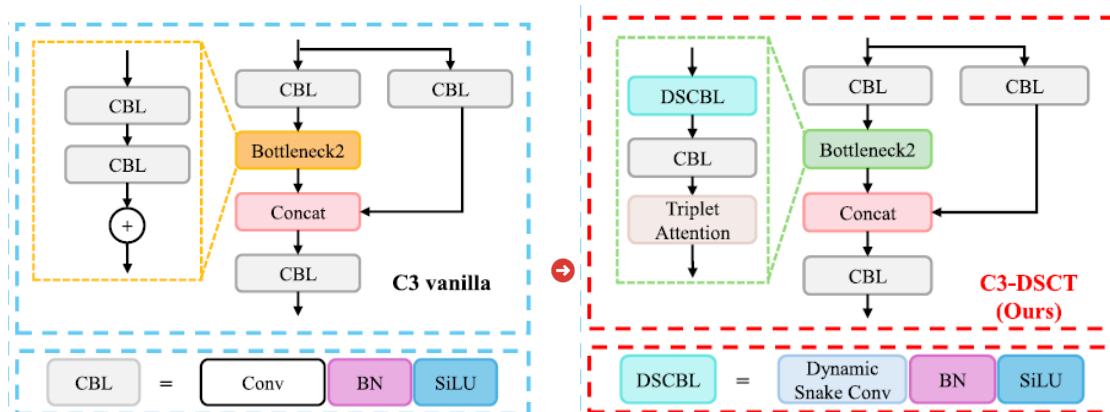 CBL
CBL
+
CBL
CBL
Bottleneck2
Concat
CBL
C3 vanilla
CBL
=
Conv
BN
SiLU
DSCBL
CBL
Triplet
Attention
CBL
CBL
Bottleneck2
Concat
CBL
C3-DSCT
(Ours)
DSCBL
=
Dynamic
Snake Conv
BN
SiLU